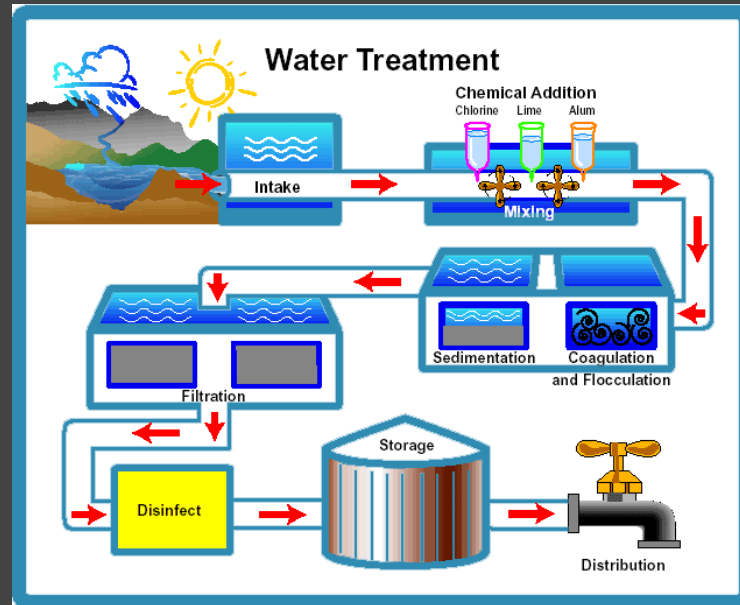 Water Treatment
Chemical Addition
Chlorine Lime Alum
Intake
Mixing
Sedimentation
Coagulation
and Flocculation
Filtration
Storage
Disinfect
Distribution